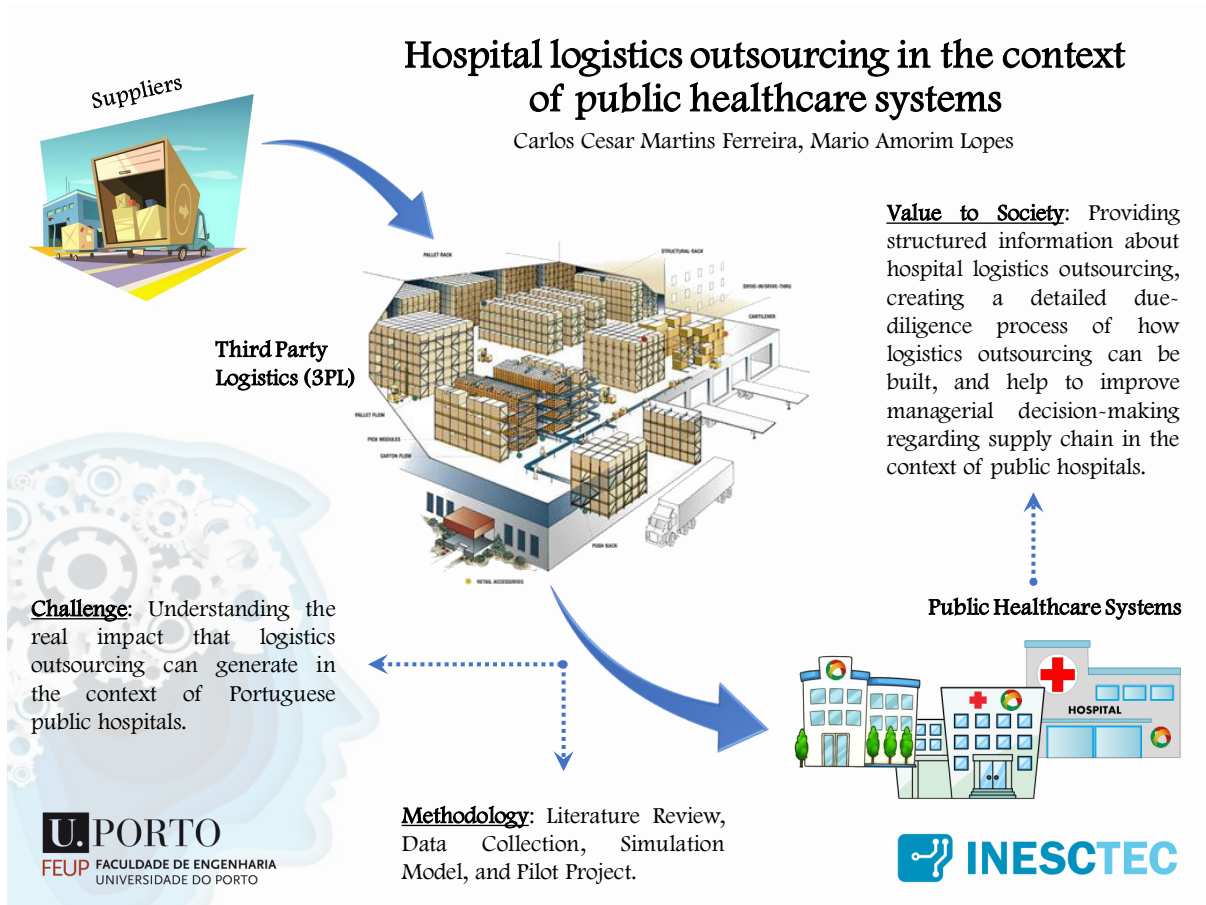 Hospital logistics outsourcing in the context
of public healthcare systems
Carlos Cesar Martins Ferreira, Mario Amorim Lopes
Suppliers
Value to Society: Providing
structured information about
hospital logistics outsourcing,
creating a detailed due-
diligence process of how
logistics outsourcing can be
built, and help to improve
managerial decision-making
regarding supply chain in the
context of public hospitals.
PALLET RACK
STRUCTURAL RACK
DRIVE-IN/DRIVE-THRU
CANTILEVER
Third Party
Logistics (3PL)
PALLET FLOW
PICK MODULES
CARTON FLOW
PUSH BACK
RETAIL ACCESSORIES
Challenge: Understanding the
real impact that logistics
outsourcing can generate in
the context of Portuguese
public hospitals.
Public Healthcare Systems
HOSPITAL
Methodology: Literature Review,
Data Collection, Simulation
Model, and Pilot Project.
U. PORTO
FEUP FACULDADE DE ENGENHARIA
UNIVERSIDADE DO PORTO
INESCTEC